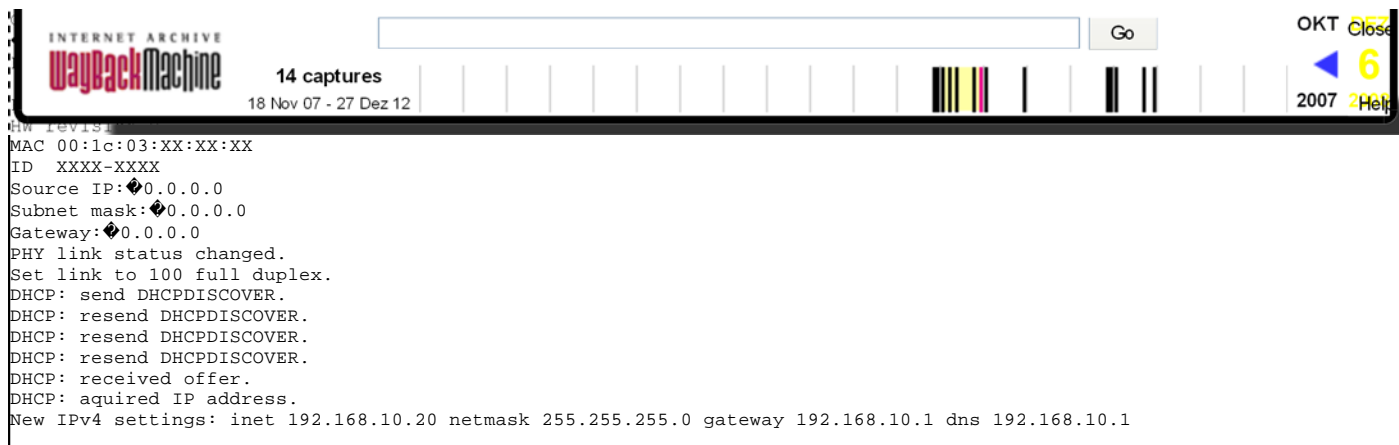 INTERNET ARCHIVE
WayBackMachine
Go
OKT
DEZ
Close
14 captures
6
18 Nov 07 - 27 Dez 12
2007
Help
HW revisi
MAC 00:1c:03:XX:XX:XX
ID  XXXX-XXXX
Source IP:�0.0.0.0
Subnet mask:�0.0.0.0
Gateway:�0.0.0.0
PHY link status changed.
Set link to 100 full duplex.
DHCP: send DHCPDISCOVER.
DHCP: resend DHCPDISCOVER.
DHCP: resend DHCPDISCOVER.
DHCP: resend DHCPDISCOVER.
DHCP: received offer.
DHCP: aquired IP address.
New IPv4 settings: inet 192.168.10.20 netmask 255.255.255.0 gateway 192.168.10.1 dns 192.168.10.1